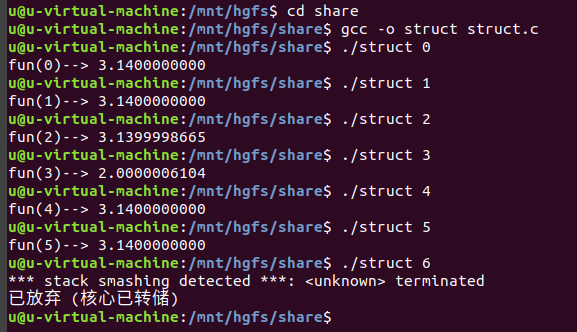 u@u-virtual-machine:/mnt/hgfs$ cd share
u@u-virtual-machine:/mnt/hgfs/share$ gcc -o struct struct.c
u@u-virtual-machine:/mnt/hgfs/share$ ./struct 0
fun(0)--> 3.1400000000
u@u-virtual-machine:/mnt/hgfs/share$ ./struct 1
fun(1)--> 3.1400000000
u@u-virtual-machine:/mnt/hgfs/share$ ./struct 2
fun(2)--> 3.1399998665
u@u-virtual-machine:/mnt/hgfs/share$ ./struct 3
fun(3)--> 2.0000006104
u@u-virtual-machine:/mnt/hgfs/share$ ./struct 4
fun(4)--> 3.1400000000
u@u-virtual-machine:/mnt/hgfs/share$ ./struct 5
fun(5)--> 3.1400000000
u@u-virtual-machine:/mnt/hgfs/share$ ./struct 6
*** stack smashing detected ***: <unknown> terminated
已放弃 (核心已转储)
u@u-virtual-machine:/mnt/hgfs/share$